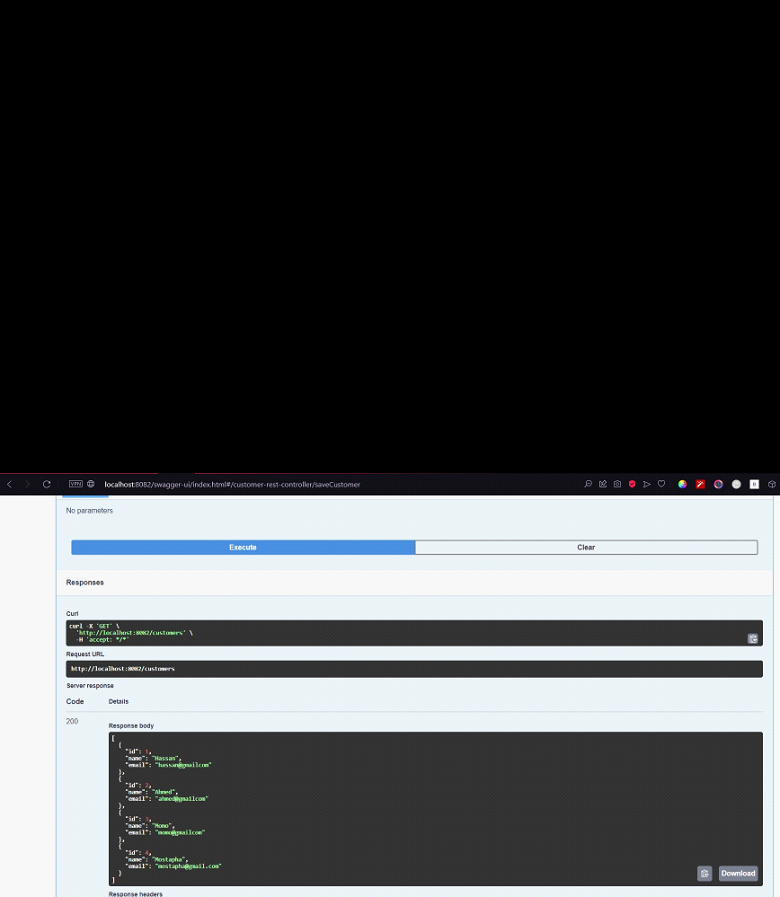 VPN localhost:8082/swagger-ui/index.html#/customer-rest-controller/saveCustomer
No parameters
Execute Clear
Responses
Curl
curl -X 'GET' \
'http://localhost:8082/customers' \
-H 'accept: */*'
Request URL
http://localhost:8082/customers
Server response
Code Details
200
Response body
[
{
"id": 1,
"name": "Hassan",
"email": "hassan@gmailcom"
},
{
"id": 2,
"name": "Ahmed",
"email": "ahmed@gmailcom"
},
{
"id": 3,
"name": "Momo",
"email": "momo@gmailcom"
},
{
"id": 4,
"name": "Mostapha",
"email": "mostapha@gmail.com"
}
]
Download
Response headers